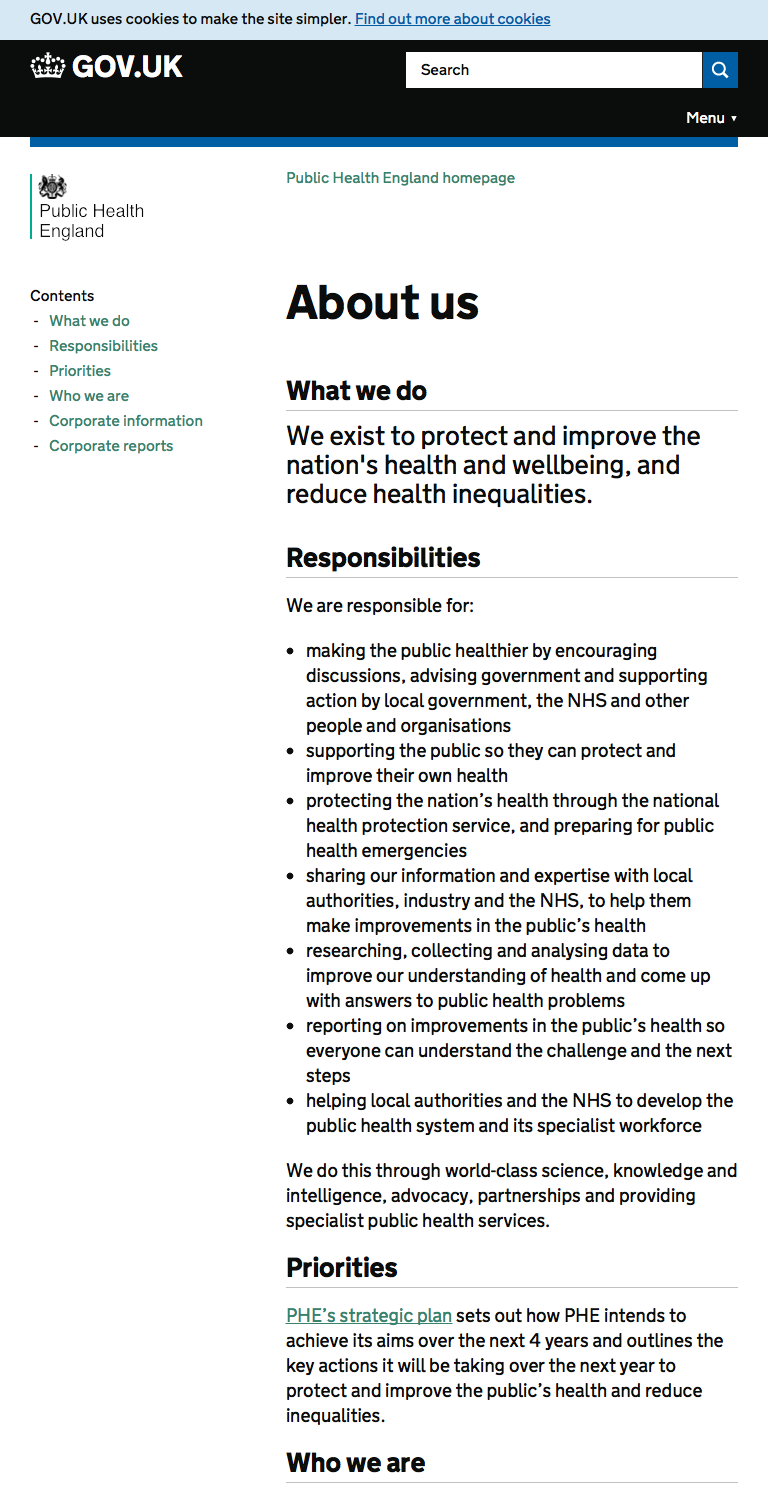 GOV.UK uses cookies to make the site simpler. Find out more about cookies
GOV.UK
Search
Menu ▼
Public Health
England
Public Health England homepage
Contents
- What we do
- Responsibilities
- Priorities
- Who we are
- Corporate information
- Corporate reports
About us
What we do
We exist to protect and improve the
nation's health and wellbeing, and
reduce health inequalities.
Responsibilities
We are responsible for:
• making the public healthier by encouraging
discussions, advising government and supporting
action by local government, the NHS and other
people and organisations
• supporting the public so they can protect and
improve their own health
• protecting the nation’s health through the national
health protection service, and preparing for public
health emergencies
• sharing our information and expertise with local
authorities, industry and the NHS, to help them
make improvements in the public’s health
• researching, collecting and analysing data to
improve our understanding of health and come up
with answers to public health problems
• reporting on improvements in the public’s health so
everyone can understand the challenge and the next
steps
• helping local authorities and the NHS to develop the
public health system and its specialist workforce
We do this through world-class science, knowledge and
intelligence, advocacy, partnerships and providing
specialist public health services.
Priorities
PHE’s strategic plan sets out how PHE intends to
achieve its aims over the next 4 years and outlines the
key actions it will be taking over the next year to
protect and improve the public’s health and reduce
inequalities.
Who we are